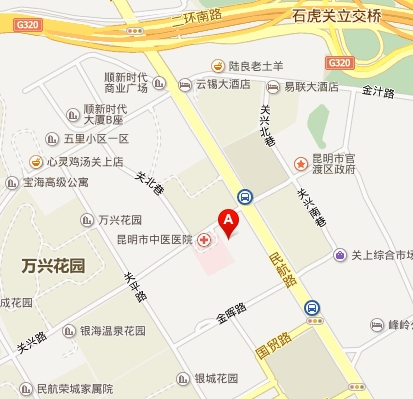 二环南路
石虎关立交桥
G320
陆良老土羊
G320
顺新时代
商业广场
云锡大酒店
易联大酒店
金汁路
顺新时代
大厦B座
关兴北巷
五里小区一区
心灵鸡汤关上店
昆明市官
渡区政府
宝海高级公寓
关北巷
关兴南巷
A
万兴花园
昆明市中医医院
民航路
关上综合市场
万兴花园
关平路
成花园
金晖路
银海温泉花园
峰岭
关兴路
国贸路
银城花园
民航荣城家属院